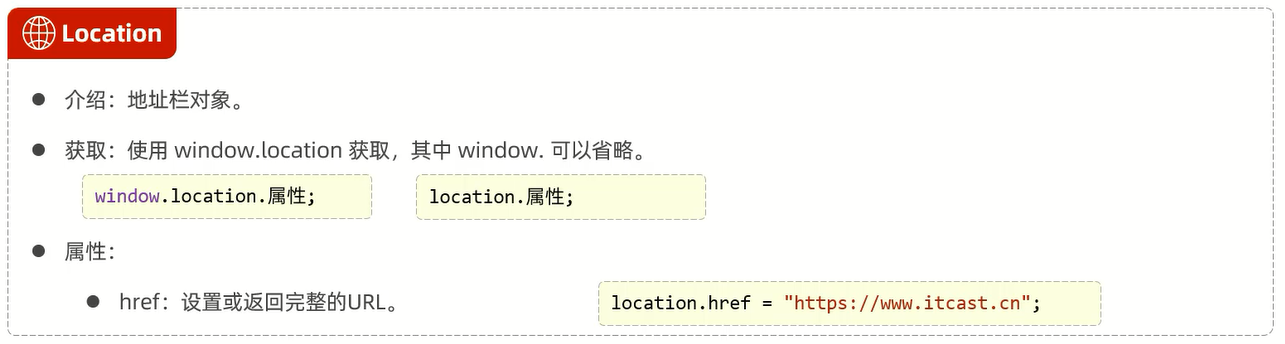 Location
介绍：地址栏对象。
获取：使用 window.location 获取，其中 window. 可以省略。
window.location.属性; location.属性;
属性：
href：设置或返回完整的URL。 location.href = "https://www.itcast.cn";